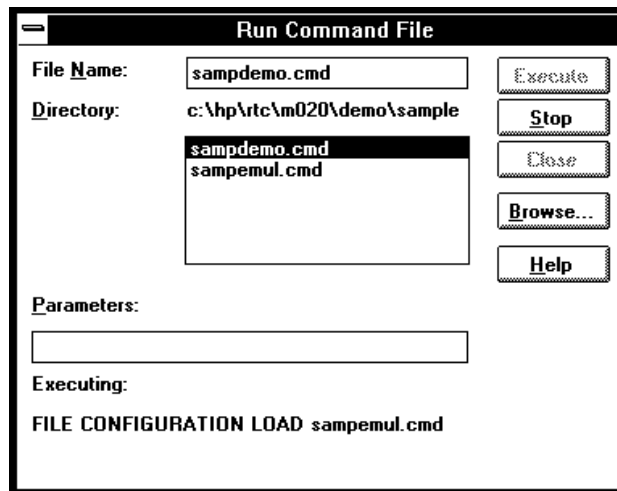 Run Command File
File Name:
sampdemo.cmd
Execute
Directory:
c:\hp\rtc\m020\demo\sample
Stop
sampdemo.cmd
Close
sampemul.cmd
Browse...
Help
Parameters:
Executing:
FILE CONFIGURATION LOAD sampemul.cmd